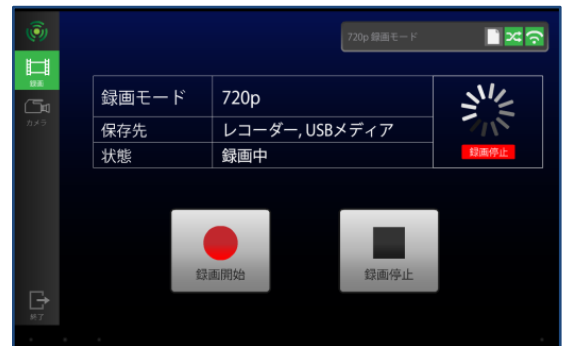 720p 録画モード
録画
カメラ
録画モード 720p
保存先 レコーダー, USBメディア
状態 録画中
録画停止
録画開始
録画停止
終了